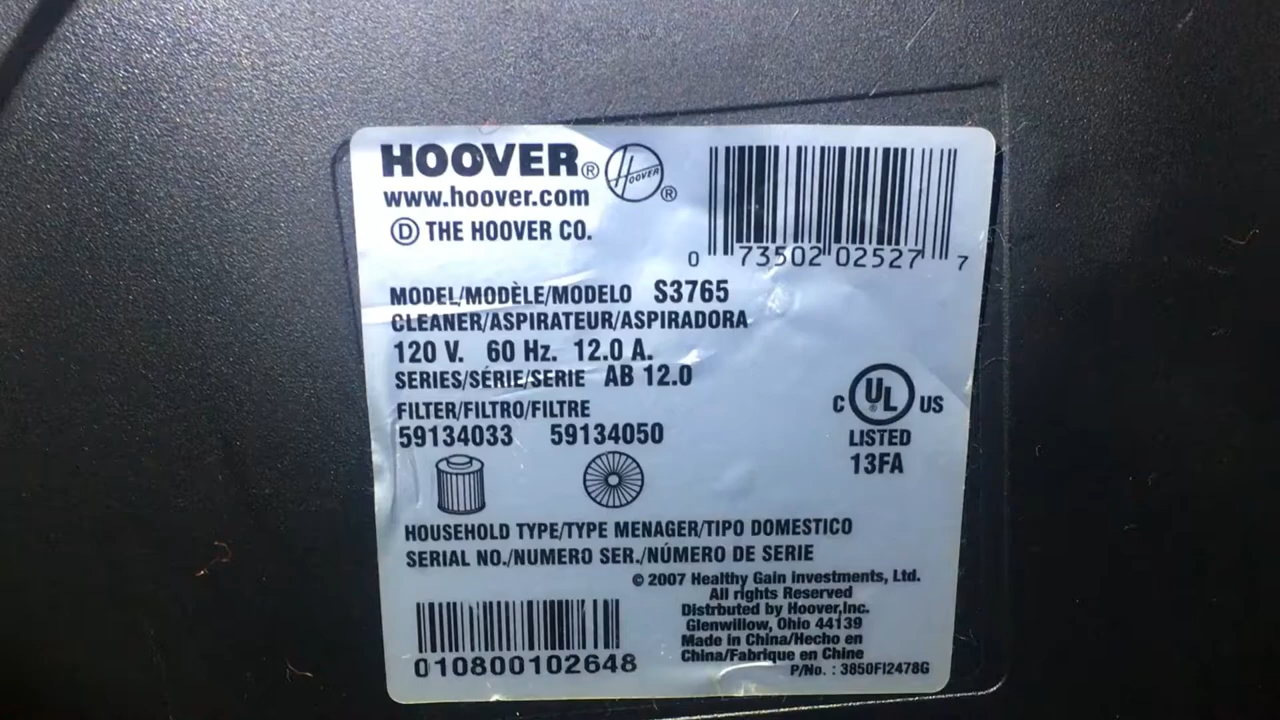 HOOVER® HOOVER ®
www.hoover.com
D THE HOOVER CO.
0 73502 02527 7
MODEL/MODÈLE/MODELO S3765
CLEANER/ASPIRATEUR/ASPIRADORA
120 V. 60 Hz. 12.0 A.
SERIES/SÉRIE/SERIE AB 12.0
FILTER/FILTRO/FILTRE
59134033 59134050
C UL ® US
LISTED
13FA
HOUSEHOLD TYPE/TYPE MENAGER/TIPO DOMESTICO
SERIAL NO./NUMERO SER./NÚMERO DE SERIE
010800102648
© 2007 Healthy Gain Investments, Ltd.
All rights Reserved
Distrbuted by Hoover,Inc.
Glenwillow, Ohio 44139
Made in China/Hecho en
China/Fabrique en Chine
P/No. : 3850FI2478G